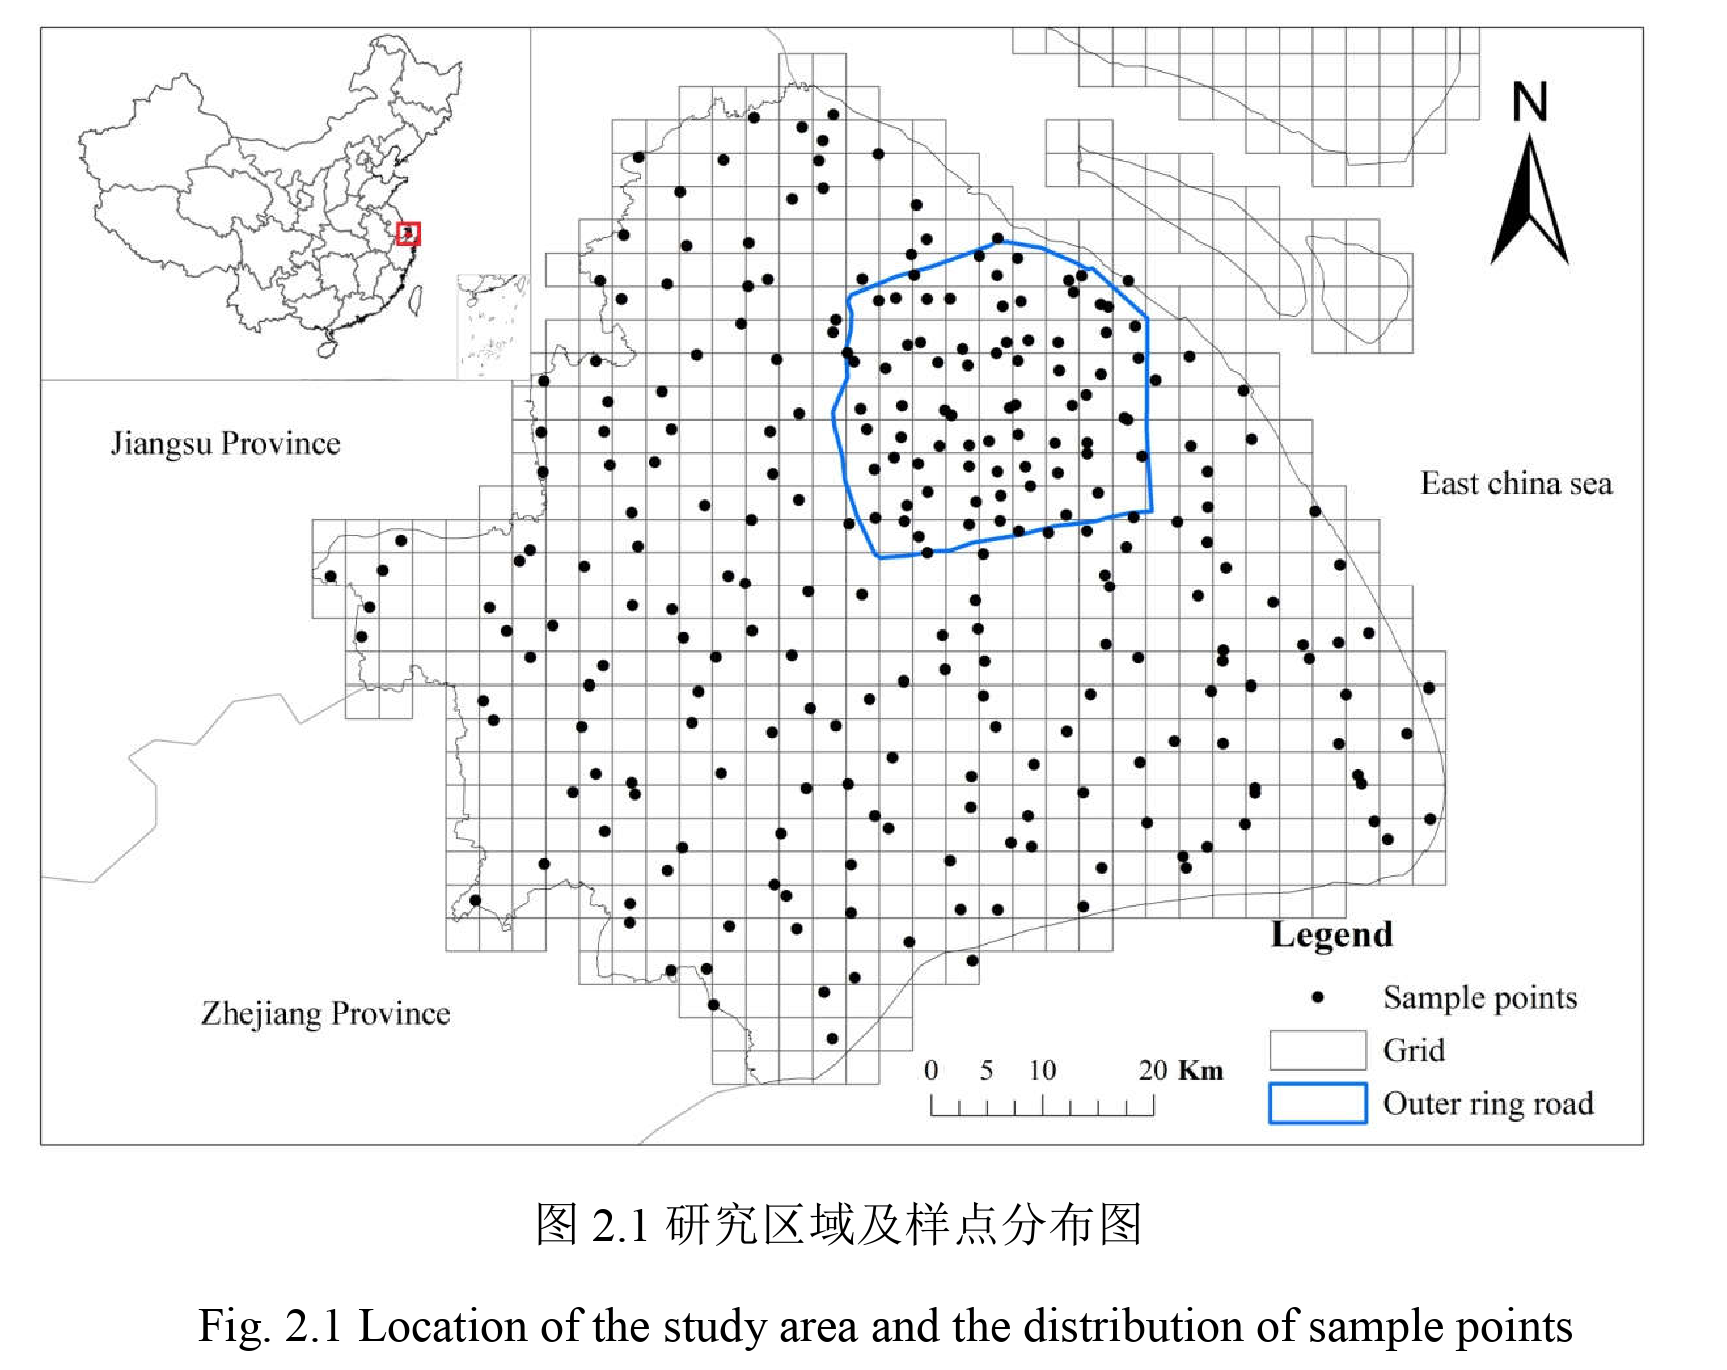 N
Jiangsu Province
East china sea
Zhejiang Province
Legend
Sample points
Grid
Outer ring road
0 5 10 20 Km
图 2.1 研究区域及样点分布图
Fig. 2.1 Location of the study area and the distribution of sample points